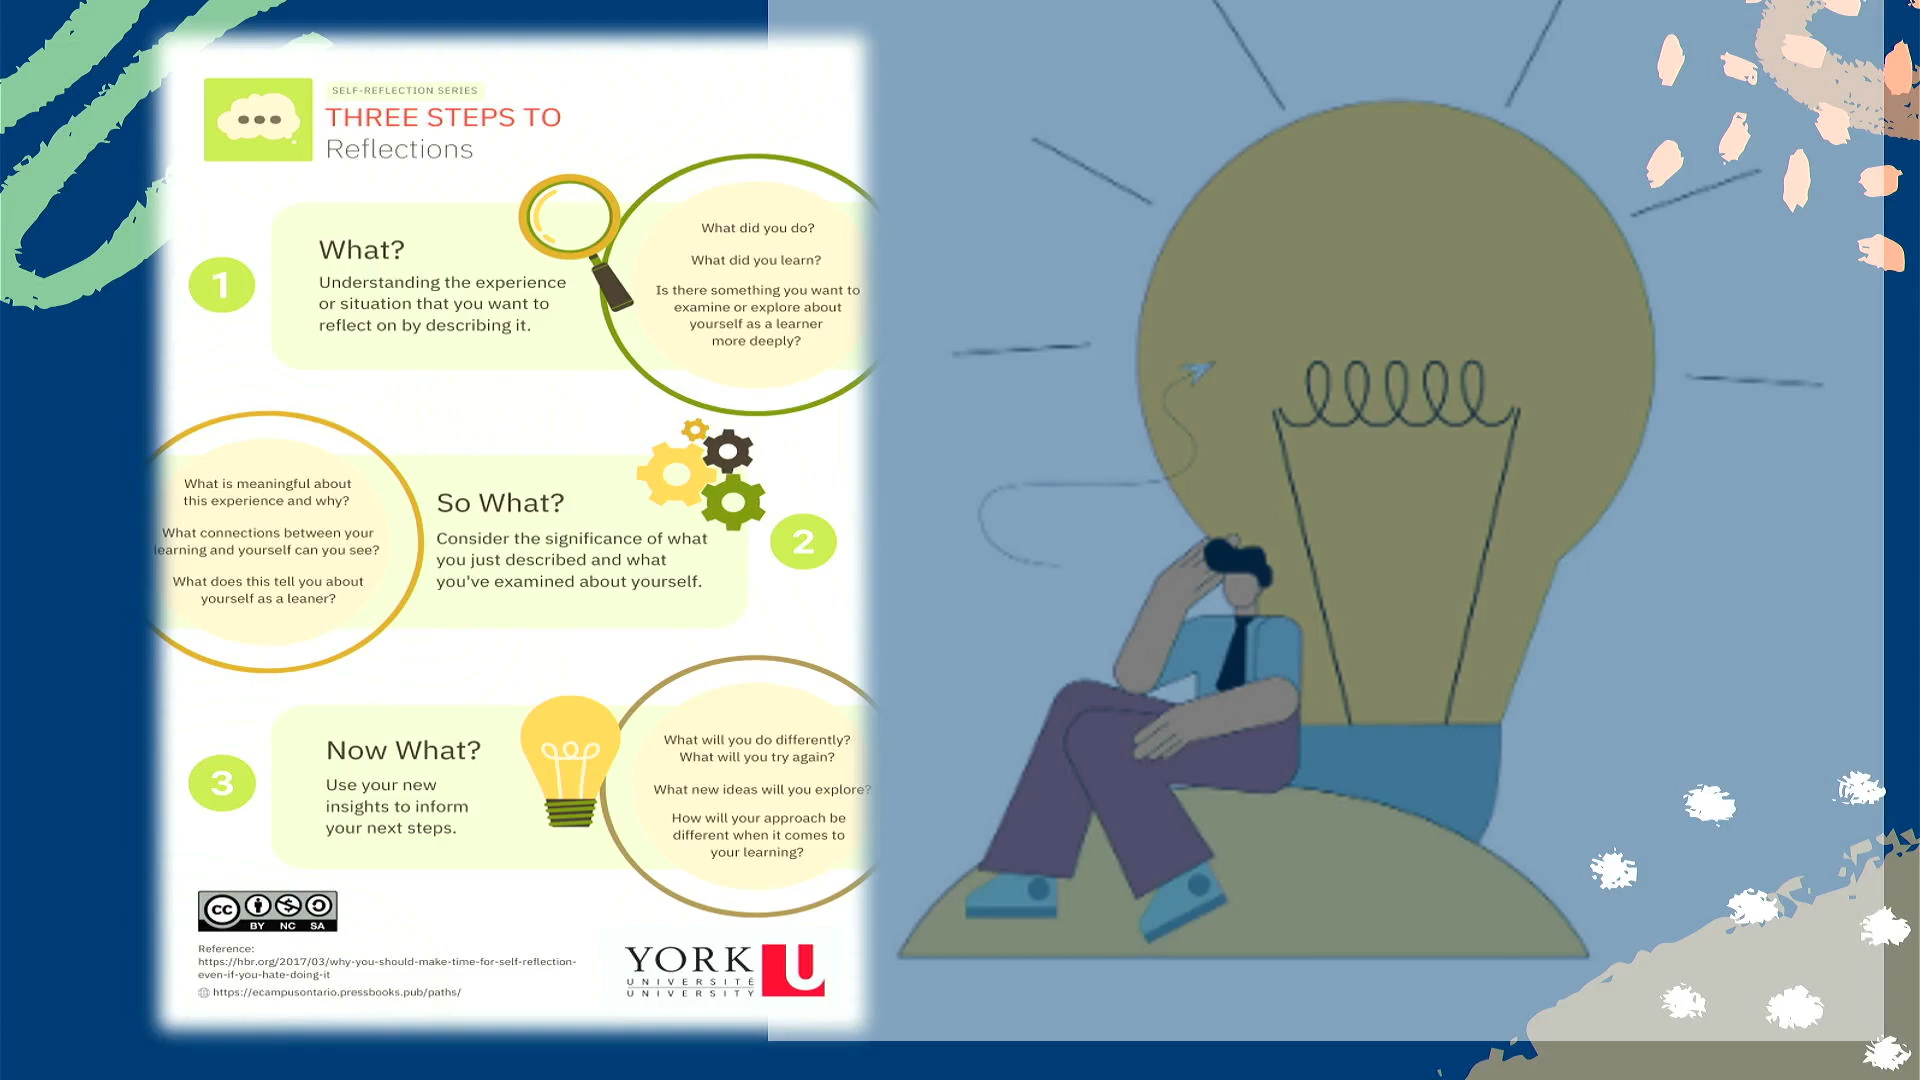 SELF-REFLECTION SERIES
THREE STEPS TO
Reflections
1
What?
Understanding the experience
or situation that you want to
reflect on by describing it.
What did you do?
What did you learn?
Is there something you want to
examine or explore about
yourself as a learner
more deeply?
What is meaningful about
this experience and why?
What connections between your
learning and yourself can you see?
What does this tell you about
yourself as a leaner?
So What?
Consider the significance of what
you just described and what
you've examined about yourself.
2
3
Now What?
Use your new
insights to inform
your next steps.
What will you do differently?
What will you try again?
What new ideas will you explore?
How will your approach be
different when it comes to
your learning?
cc
BY NC SA
Reference:
https://hbr.org/2017/03/why-you-should-make-time-for-self-reflection-
even-if-you-hate-doing-it
https://ecampusontario.pressbooks.pub/paths/
YORK U
UNIVERSITÉ
UNIVERSITY